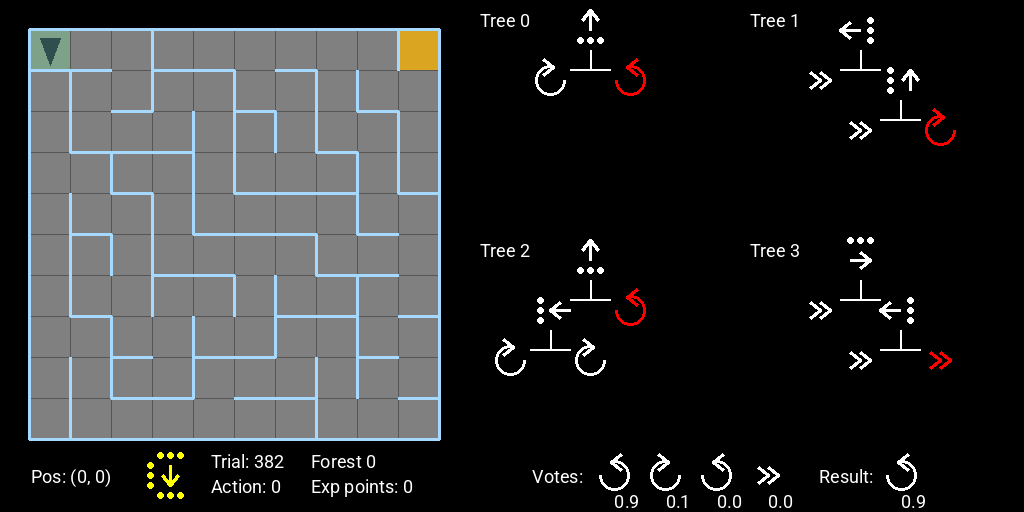 Tree 0
Tree 1
Tree 2
Tree 3
Pos: (0, 0)
Trial: 382
Forest 0
Action: 0
Exp points: 0
Votes:
0.9
0.1
0.0
0.0
Result:
0.9